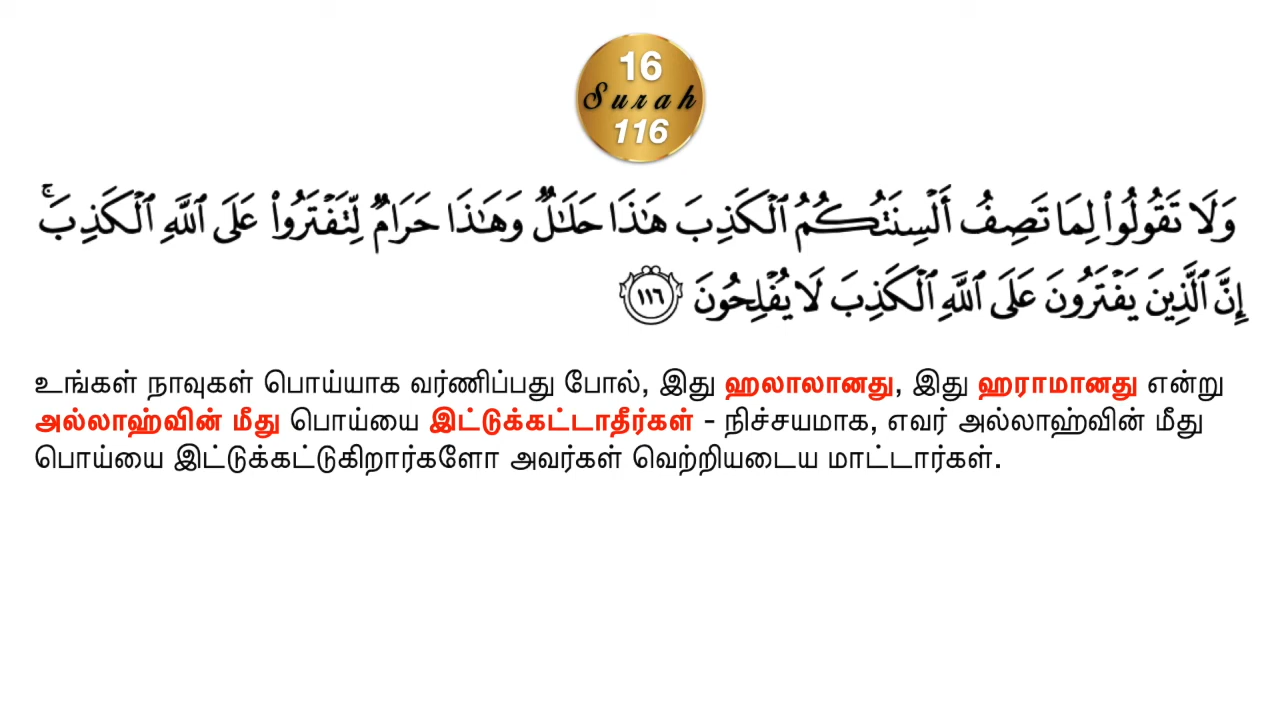 16
Surah
116
وَلَا تَقُولُوا۟ لِمَا تَصِفُ أَلْسِنَتُكُمُ ٱلْكَذِبَ هَـٰذَا حَلَـٰلٌ وَهَـٰذَا حَرَامٌ لِّتَفْتَرُوا۟ عَلَى ٱللَّهِ ٱلْكَذِبَ ۚ
إِنَّ ٱلَّذِينَ يَفْتَرُونَ عَلَى ٱللَّهِ ٱلْكَذِبَ لَا يُفْلِحُونَ ١١٦
உங்கள் நாவுகள் பொய்யாக வர்ணிப்பது போல், இது ஹலாலானது, இது ஹராமானது என்று
அல்லாஹ்வின் மீது பொய்யை இட்டுக்கட்டாதீர்கள் - நிச்சயமாக, எவர் அல்லாஹ்வின் மீது
பொய்யை இட்டுக்கட்டுகிறார்களோ அவர்கள் வெற்றியடைய மாட்டார்கள்.